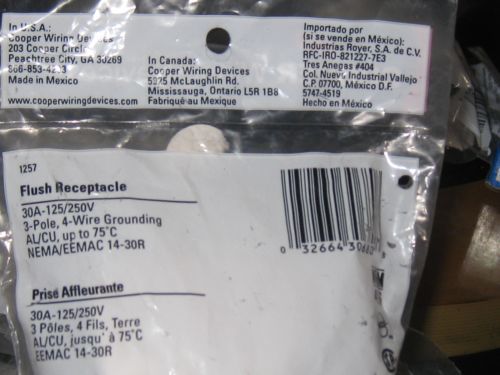 In U.S.A.:
Cooper Wiring Devices
203 Cooper Circle
Peachtree City, GA 30269
866-853-4293
Made in Mexico
www.cooperwiringdevices.com
In Canada:
Cooper Wiring Devices
5925 McLaughlin Rd.
Mississauga, Ontario L5R 1B8
Fabriqué au Mexique
Importado por
(si se vende en México):
Industrias Royer, S.A. de C.V.
RFC-IRO-821227-7E3
Tres Anegas #404
Col. Nueva Industrial Vallejo
C.P. 07700, México D.F.
5747-4519
Hecho en México
1257
Flush Receptacle
30A-125/250V
3-Pole, 4-Wire Grounding
AL/CU, up to 75°C
NEMA/EEMAC 14-30R
0 32664
Prise Affleurante
30A-125/250V
3 Pôles, 4 Fils, Terre
AL/CU, jusqu' à 75°C
EEMAC 14-30R